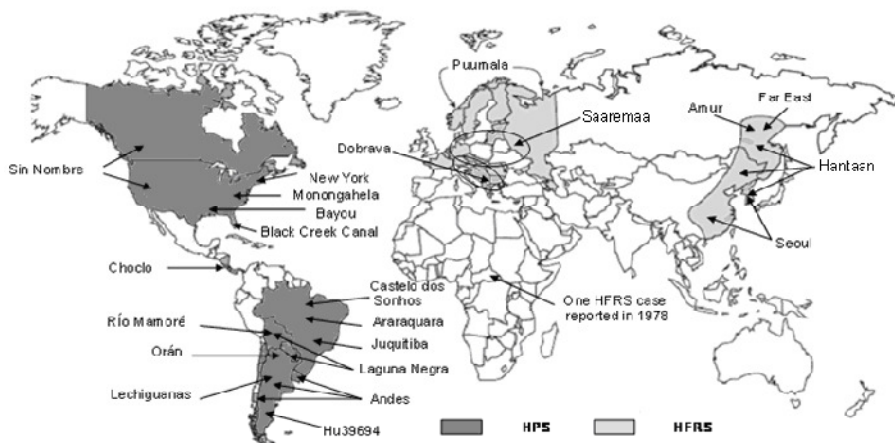 Puumala
Saaremaa
Amur
Far East
Dobrava
Hantaan
Sin Nombre
New York
Monongahela
Bayou
Black Creek Canal
Seoul
Choclo
Castelo dos
Sonhos
One HFRS case
reported in 1978
Río Mamoré
Araraquara
Juquitiba
Orán
Laguna Negra
Lechiguanas
Andes
Hu39694
HPS
HFRS